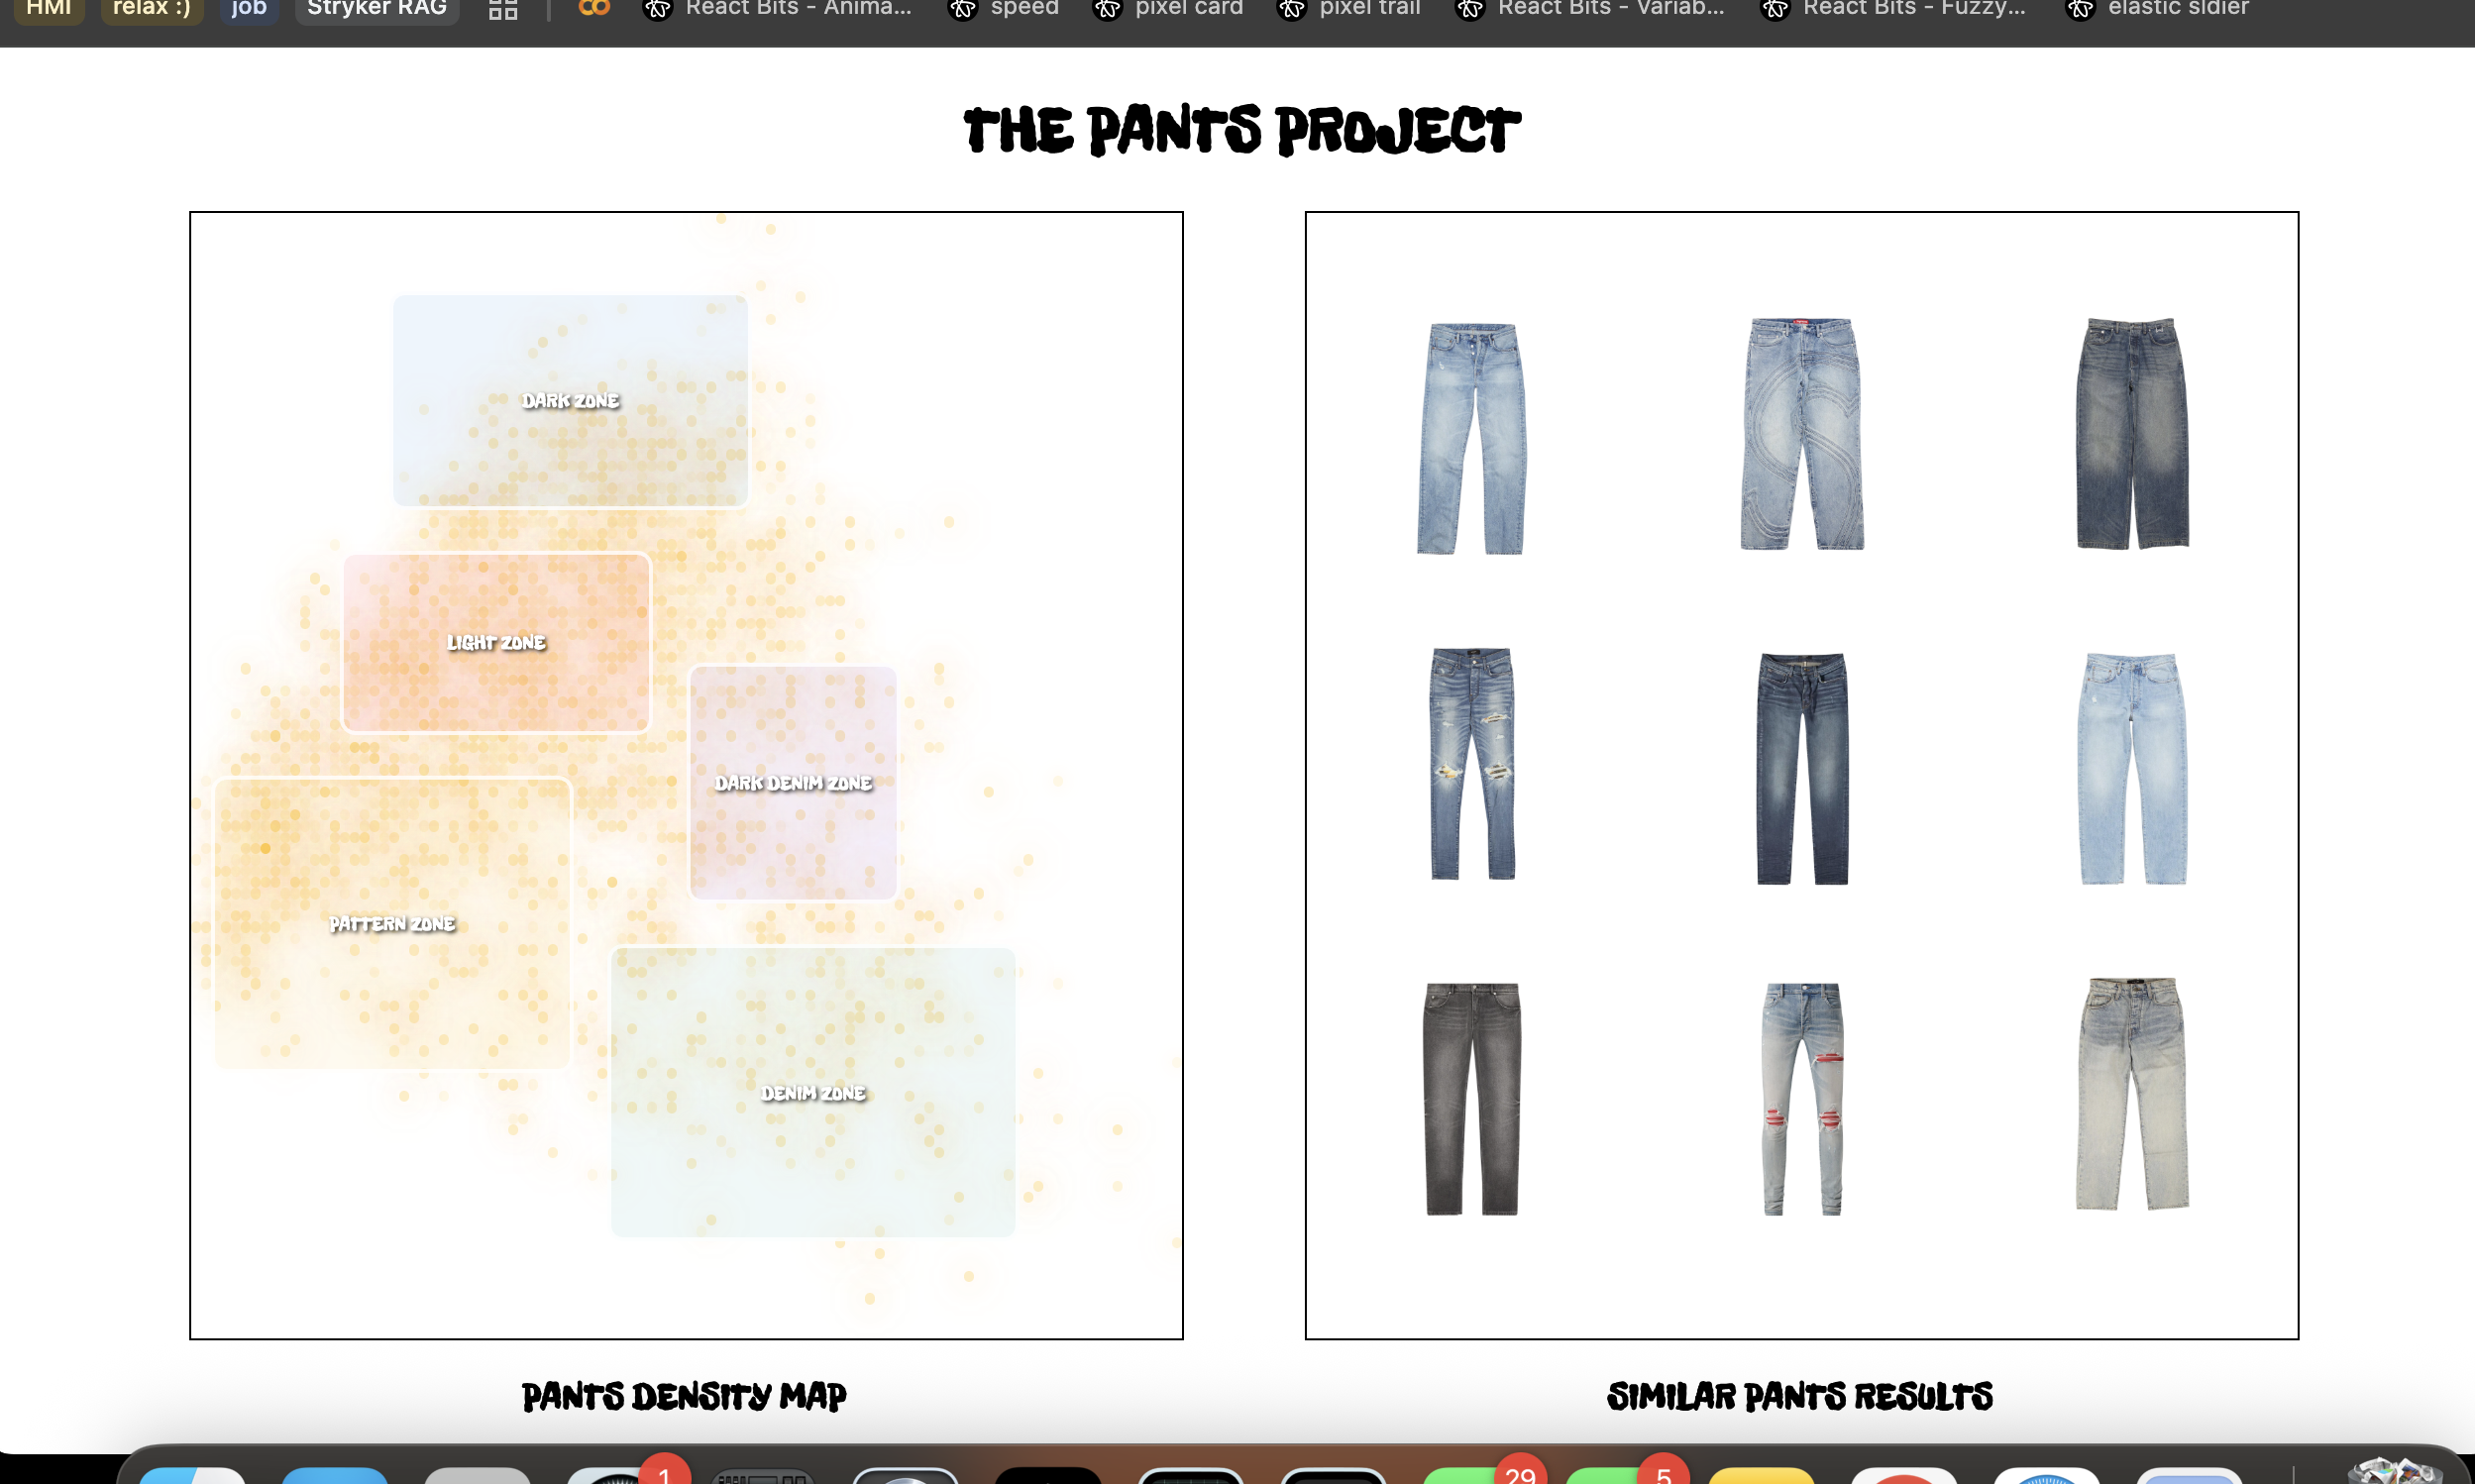 HMI relax :) job Stryker RAG React Bits - Anima... speed pixel card pixel trail React Bits - Variab... React Bits - Fuzzy... elastic sldier
THE PANTS PROJECT
DARK ZONE
LIGHT ZONE
DARK DENIM ZONE
PATTERN ZONE
DENIM ZONE
PANTS DENSITY MAP
SIMILAR PANTS RESULTS
1 29 5